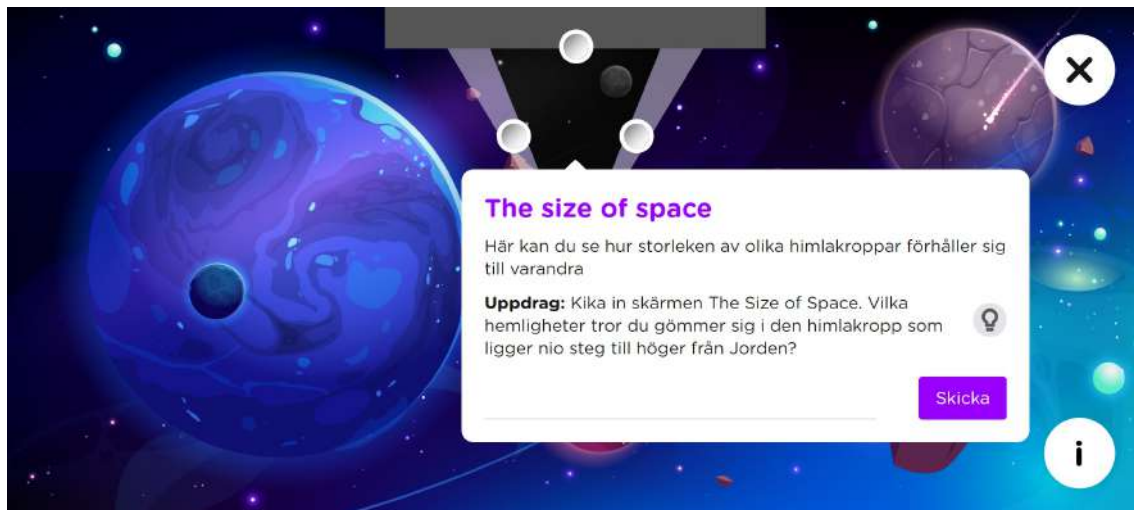 The size of space
Här kan du se hur storleken av olika himlakroppar förhåller sig
till varandra
Uppdrag: Kika in skärmen The Size of Space. Vilka
hemligheter tror du gömmer sig i den himlakropp som
ligger nio steg till höger från Jorden?
Skicka
i